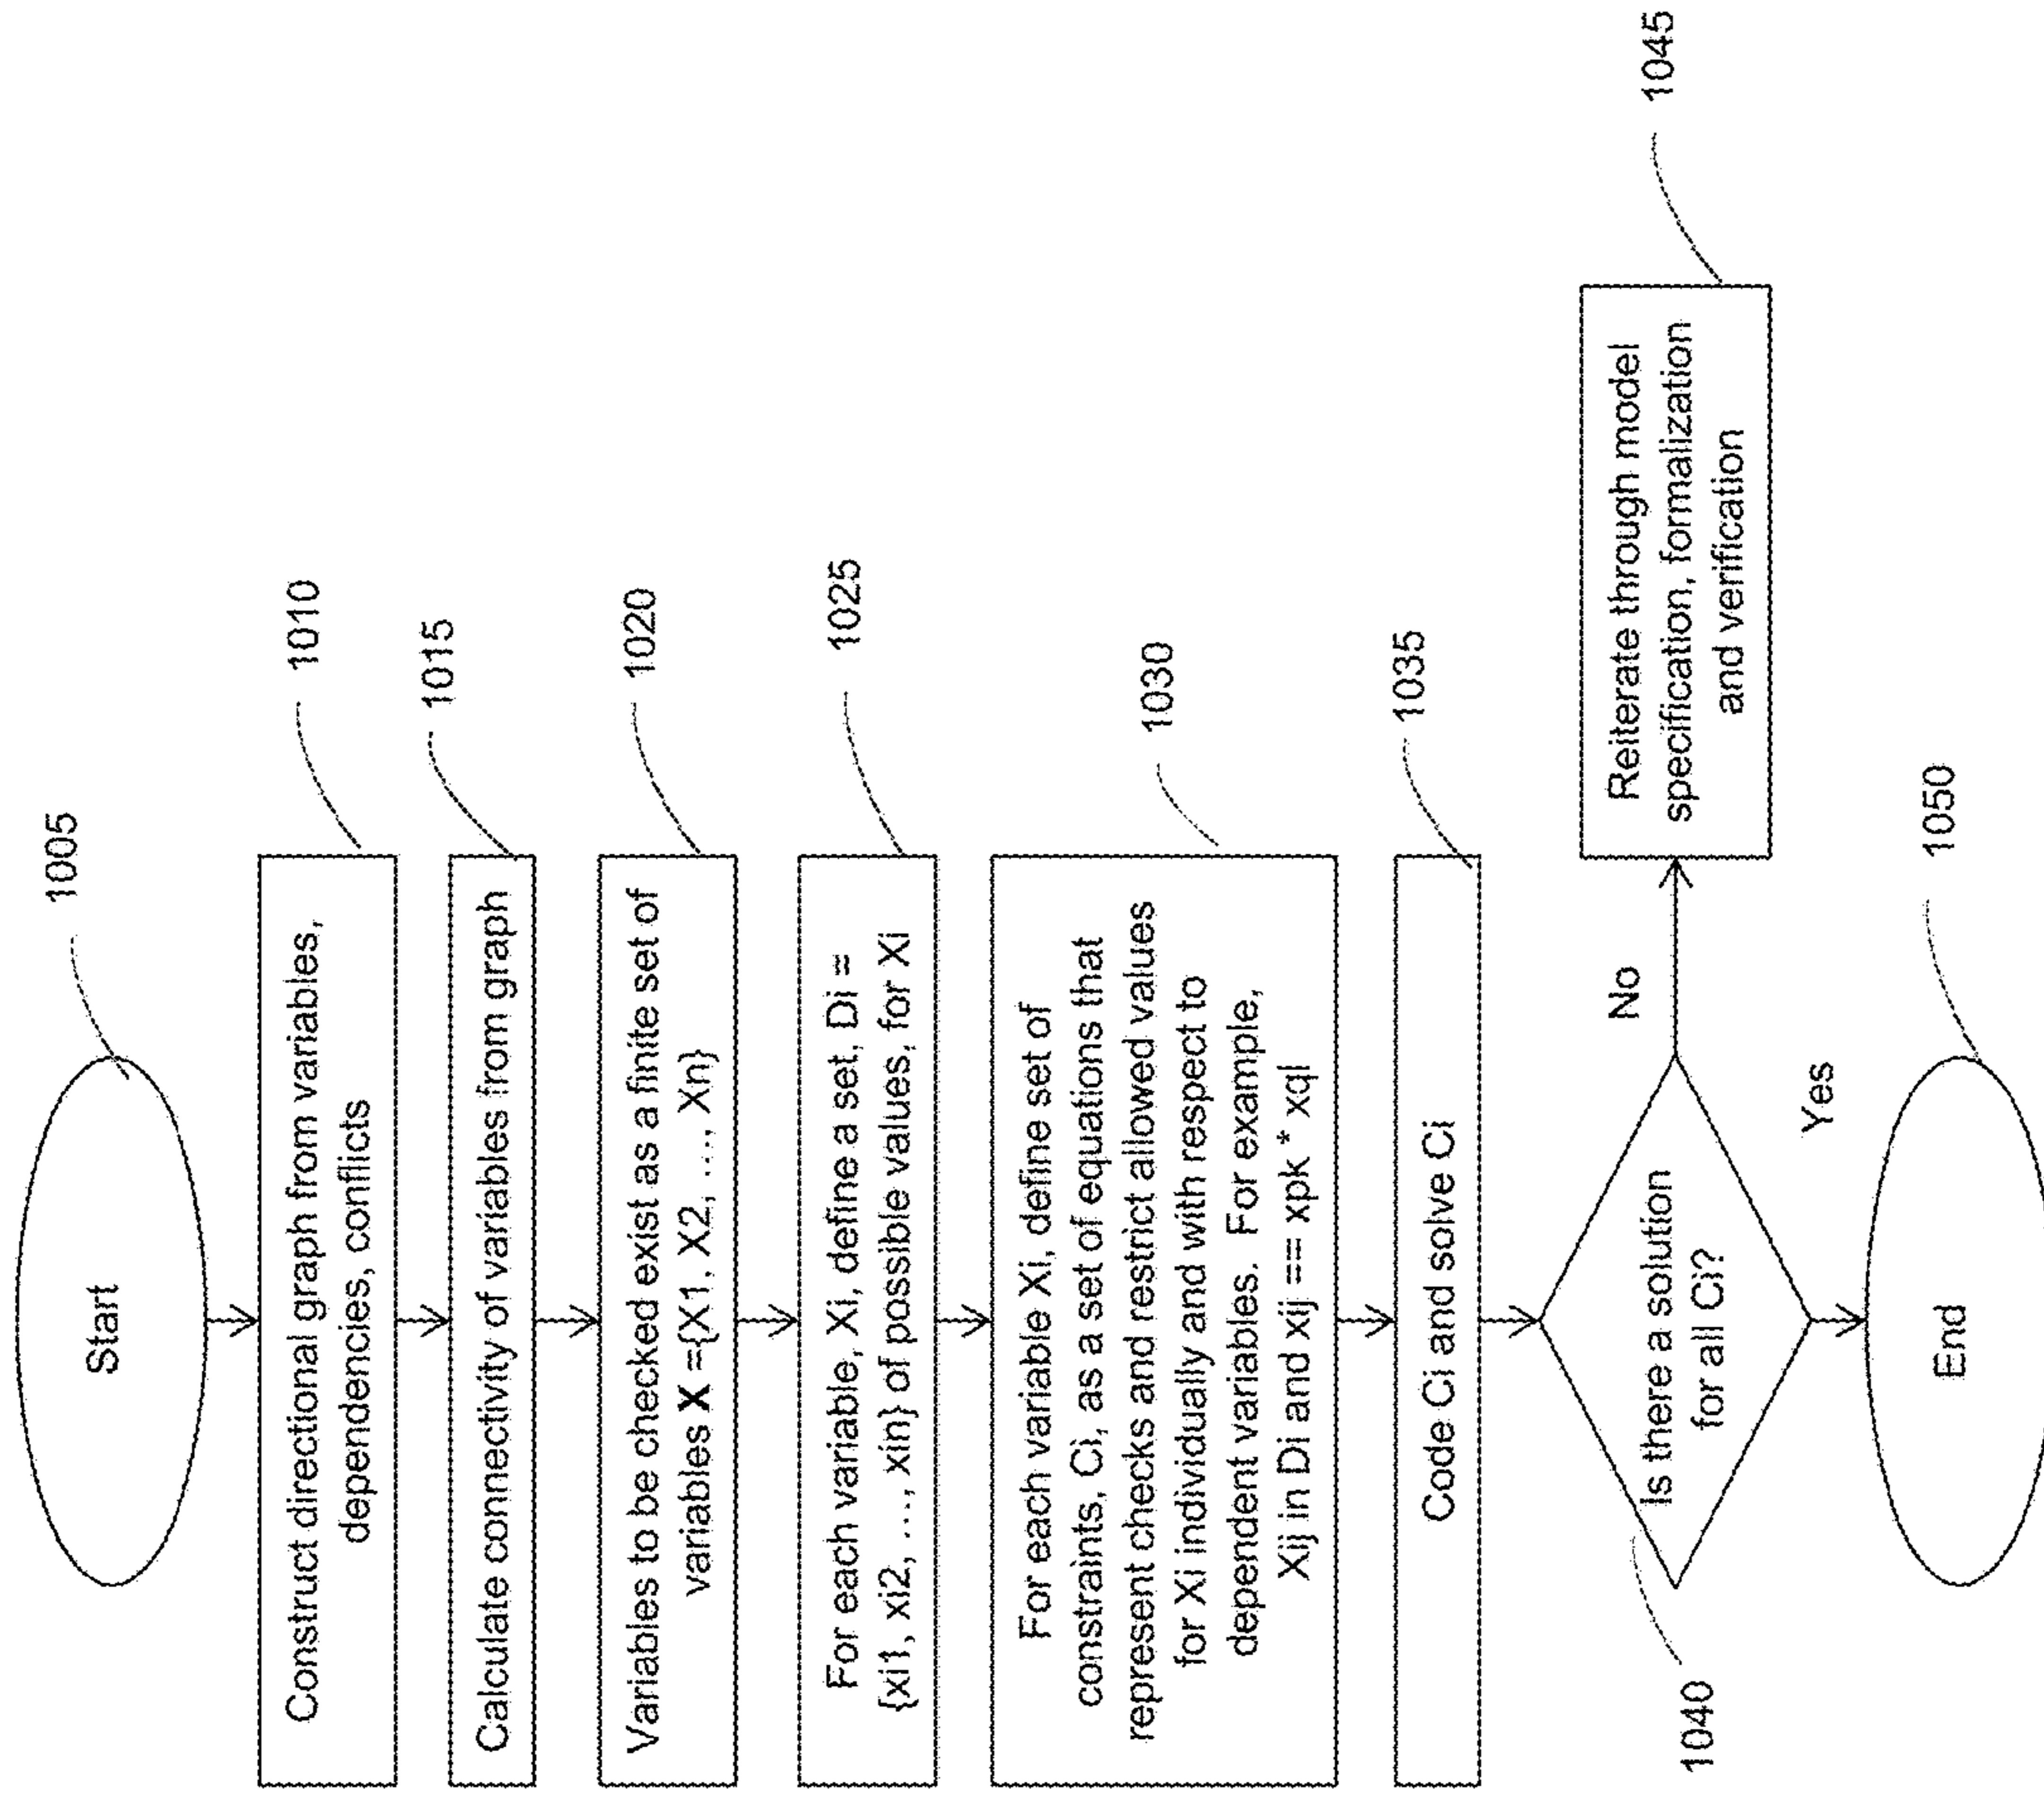 Start
1005
Construct directional graph from variables,
dependencies, conflicts
1010
Calculate connectivity of variables from graph
1015
Variables to be checked exist as a finite set of
variables X ={X1, X2, ..., Xn}
1020
For each variable, Xi, define a set, Di =
{xi1, xi2, ..., xin} of possible values, for Xi
1025
For each variable Xi, define set of
constraints, Ci, as a set of equations that
represent checks and restrict allowed values
for Xi individually and with respect to
dependent variables. For example,
Xij in Di and xij == xpk * xql
1030
Code Ci and solve Ci
1035
Is there a solution
for all Ci?
1040
No
Reiterate through model
specification, formalization
and verification
1045
Yes
End
1050